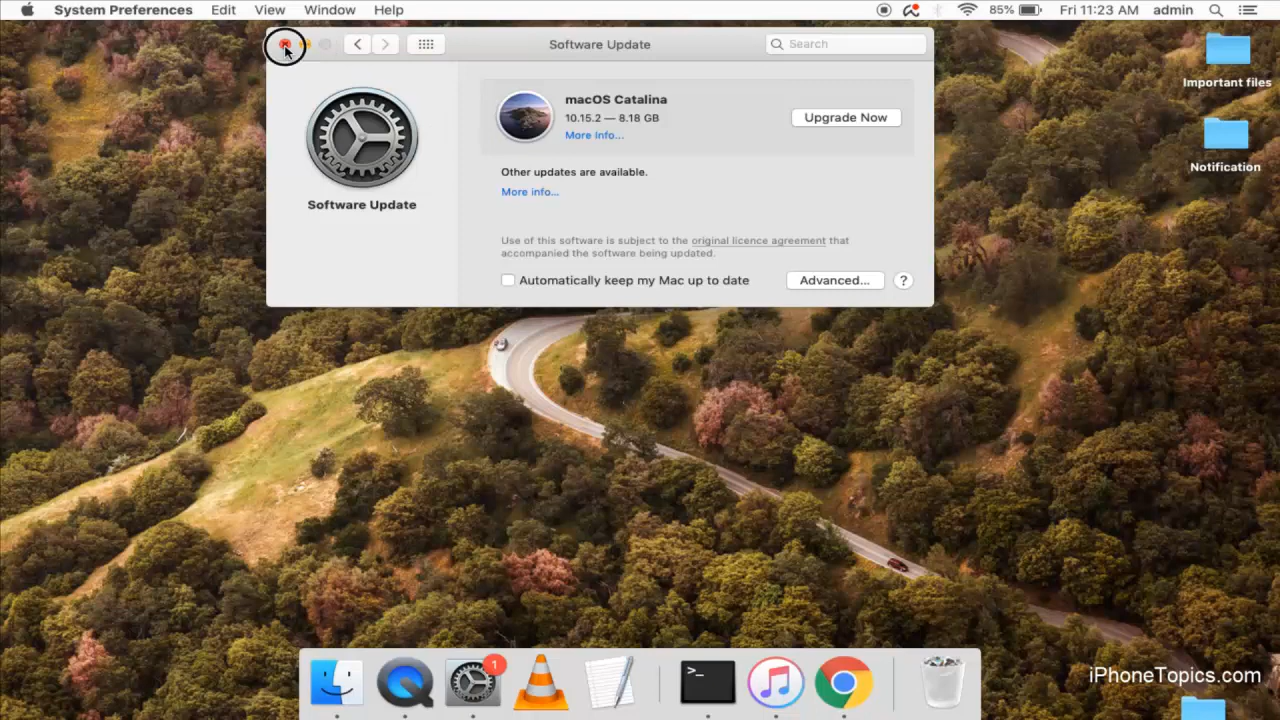 System Preferences Edit View Window Help 85% Fri 11:23 AM admin
Software Update
Search
Important files
macOS Catalina
10.15.2 — 8.18 GB
More Info...
Upgrade Now
Notification
Other updates are available.
More info...
Software Update
Use of this software is subject to the original licence agreement that
accompanied the software being updated.
Automatically keep my Mac up to date
Advanced...
?
1
>_
iPhoneTopics.com